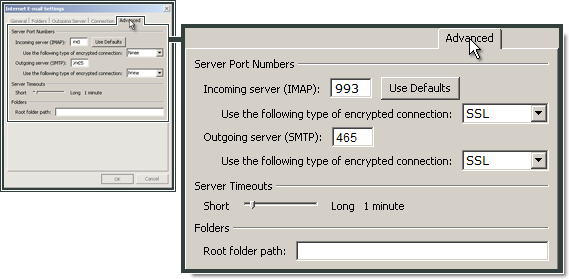 Internet E-mail Settings
General Folders Outgoing Server Connection Advanced
Server Port Numbers
Incoming server (IMAP): Use Defaults
Use the following type of encrypted connection: None
Outgoing server (SMTP):
Use the following type of encrypted connection: None
Server Timeouts
Short Long 1 minute
Folders
Root folder path:
OK Cancel
Advanced
Server Port Numbers
Incoming server (IMAP): 993 Use Defaults
Use the following type of encrypted connection: SSL
Outgoing server (SMTP): 465
Use the following type of encrypted connection: SSL
Server Timeouts
Short Long 1 minute
Folders
Root folder path: